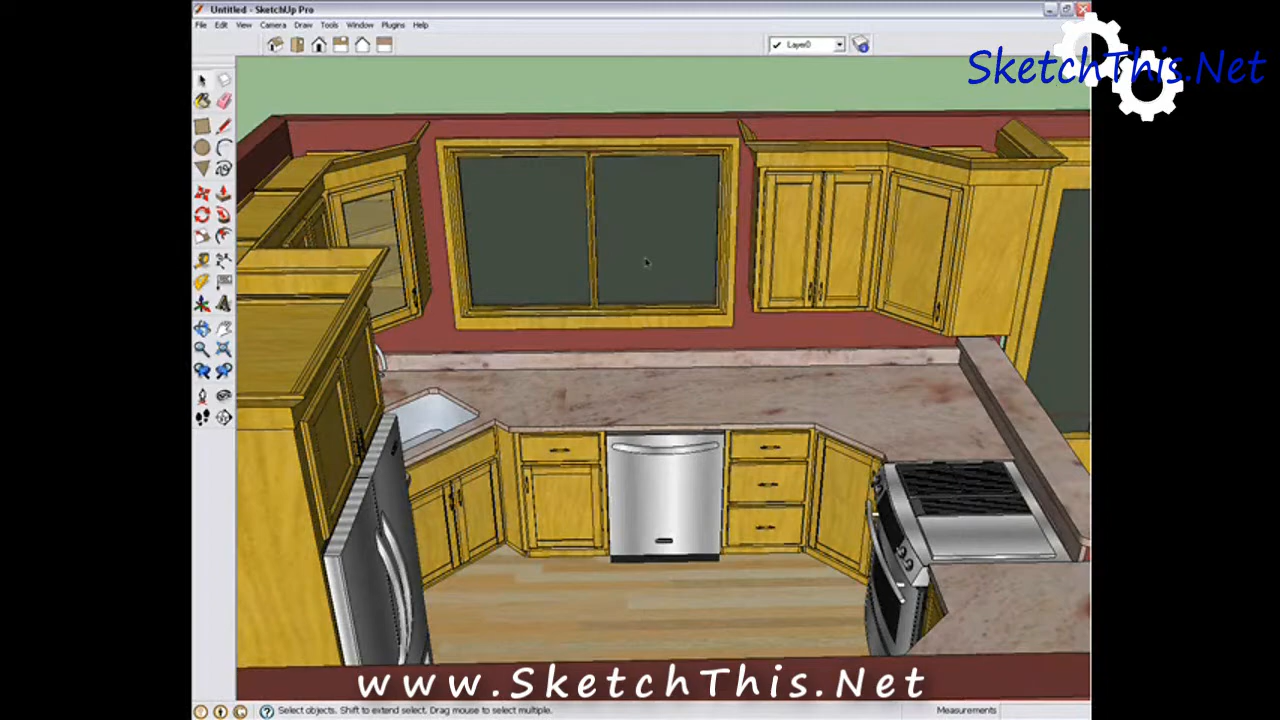 Untitled - SketchUp Pro
File Edit View Camera Draw Tools Window Plugins Help
Layer0
SketchThis.Net
www.SketchThis.Net
Select objects. Shift to extend select. Drag mouse to select multiple.
Measurements